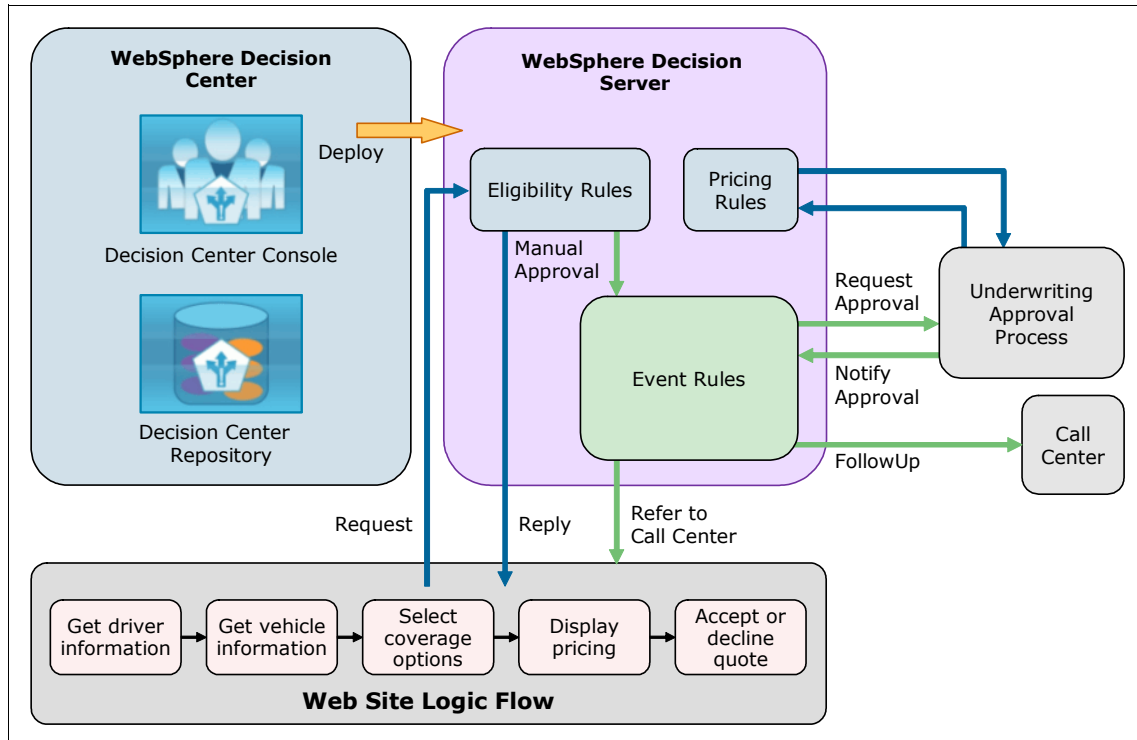 WebSphere Decision
Center
Deploy
Decision Center Console
Decision Center
Repository
WebSphere Decision
Server
Eligibility Rules
Pricing
Rules
Manual
Approval
Event Rules
Request
Approval
Notify
Approval
Underwriting
Approval
Process
FollowUp
Call
Center
Request
Reply
Refer to
Call Center
Get driver
information
Get vehicle
information
Select
coverage
options
Display
pricing
Accept or
decline
quote
Web Site Logic Flow